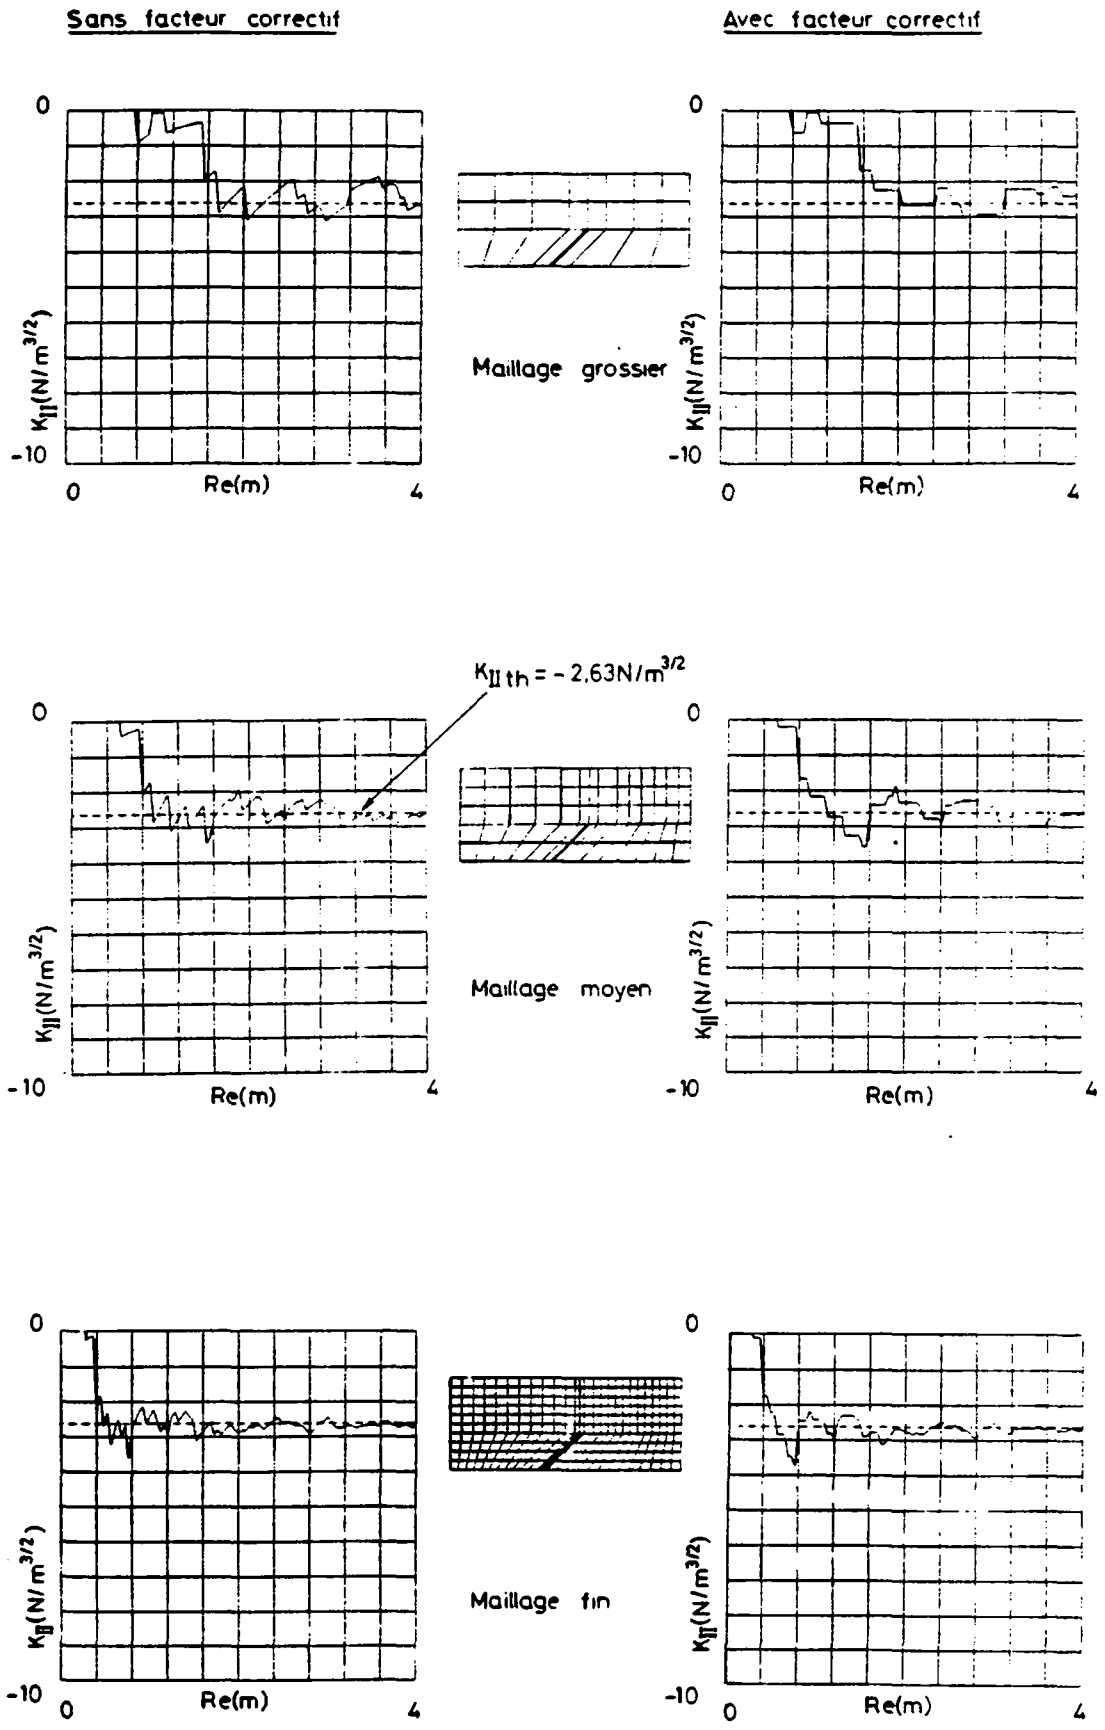 Sans facteur correctif
Avec facteur correctif
0
K_II(N/m^3/2)
-10
0
Re(m)
4
Maillage grossier
0
K_II(N/m^3/2)
-10
0
Re(m)
4
K_II th = - 2,63N/m^3/2
0
K_II(N/m^3/2)
-10
Re(m)
4
Maillage moyen
0
K_II(N/m^3/2)
-10
Re(m)
4
0
K_II(N/m^3/2)
-10
0
Re(m)
4
Maillage fin
0
K_II(N/m^3/2)
-10
0
Re(m)
4